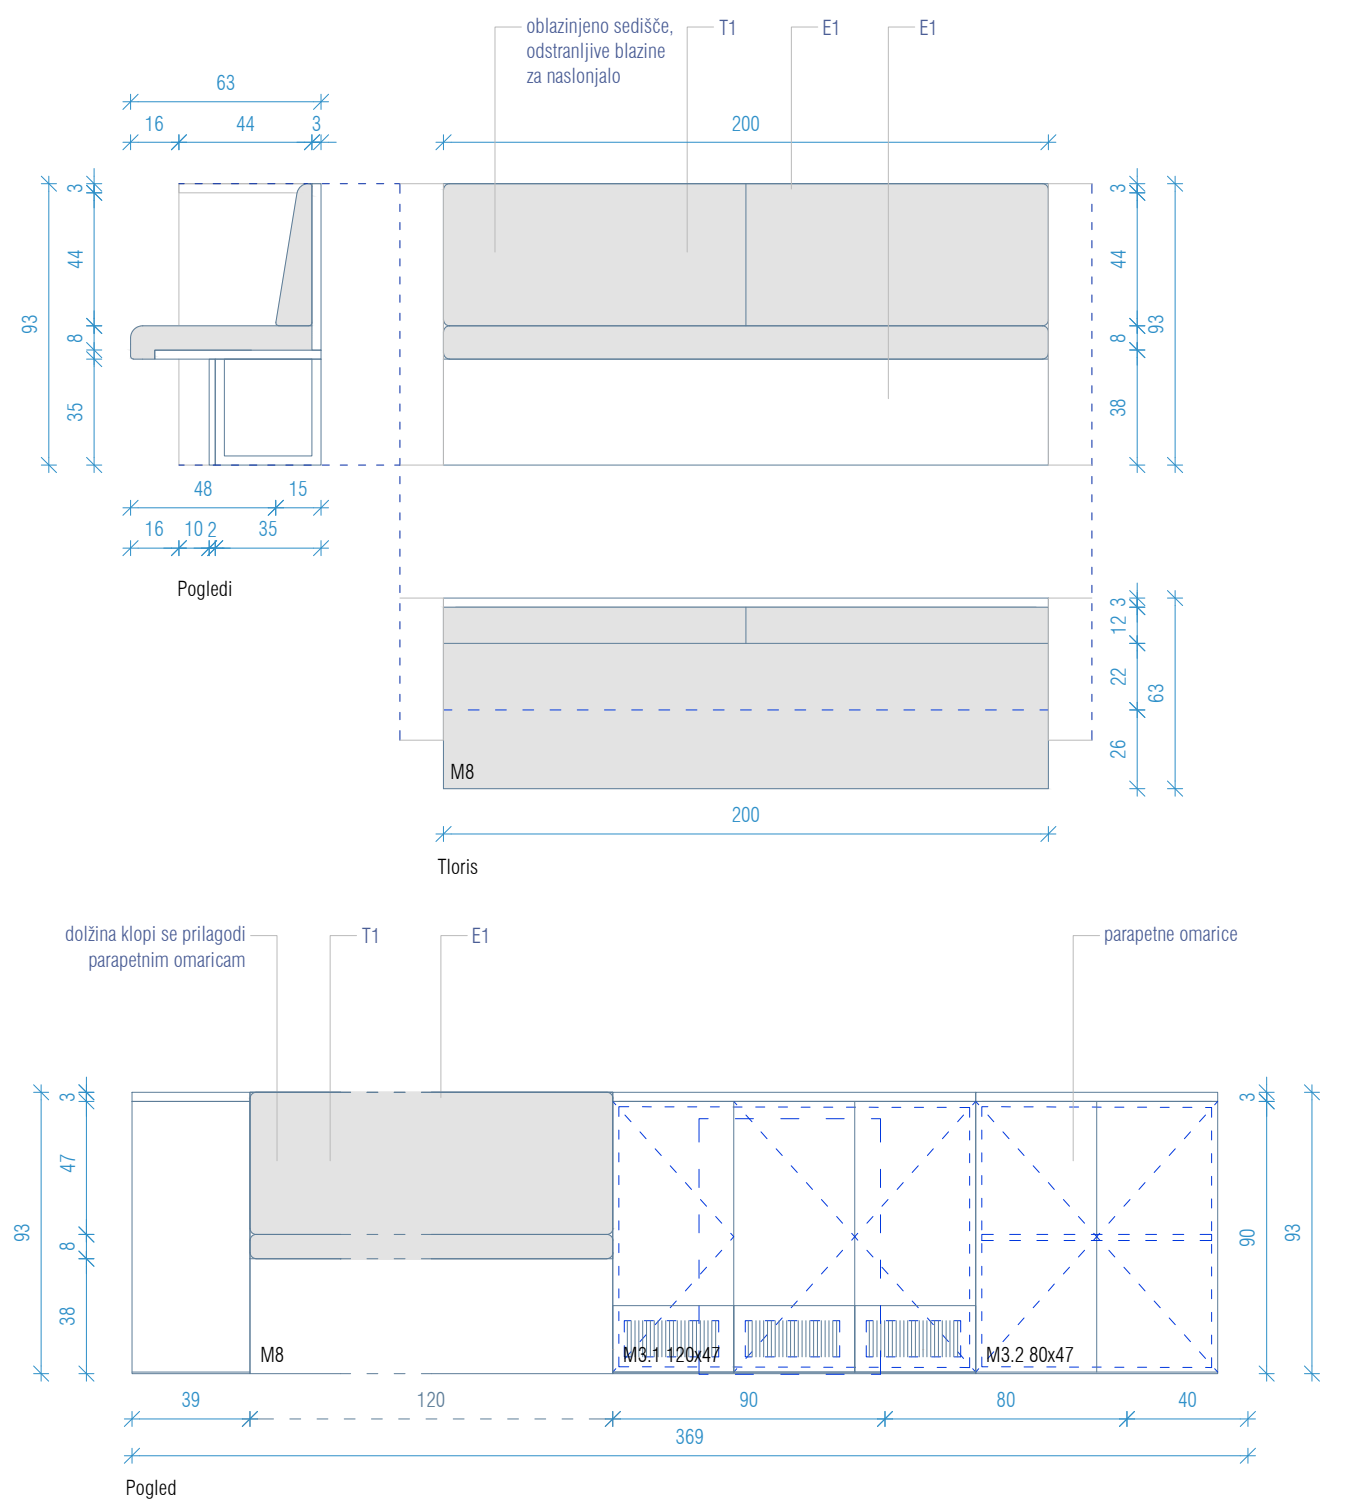 oblazinjeno sedišče,
odstranljive blazine
za naslonjalo
T1
E1
E1
63
16
44
3
200
93
3
44
8
35
3
44
8
38
93
48
15
16
10
2
35
Pogledi
3
12
22
26
63
M8
200
Tloris
dolžina klopi se prilagodi
parapetnim omaricam
T1
E1
parapetne omarice
93
3
47
8
38
3
90
93
M8
M3.1 120x47
M3.2 80x47
39
120
90
80
40
369
Pogled